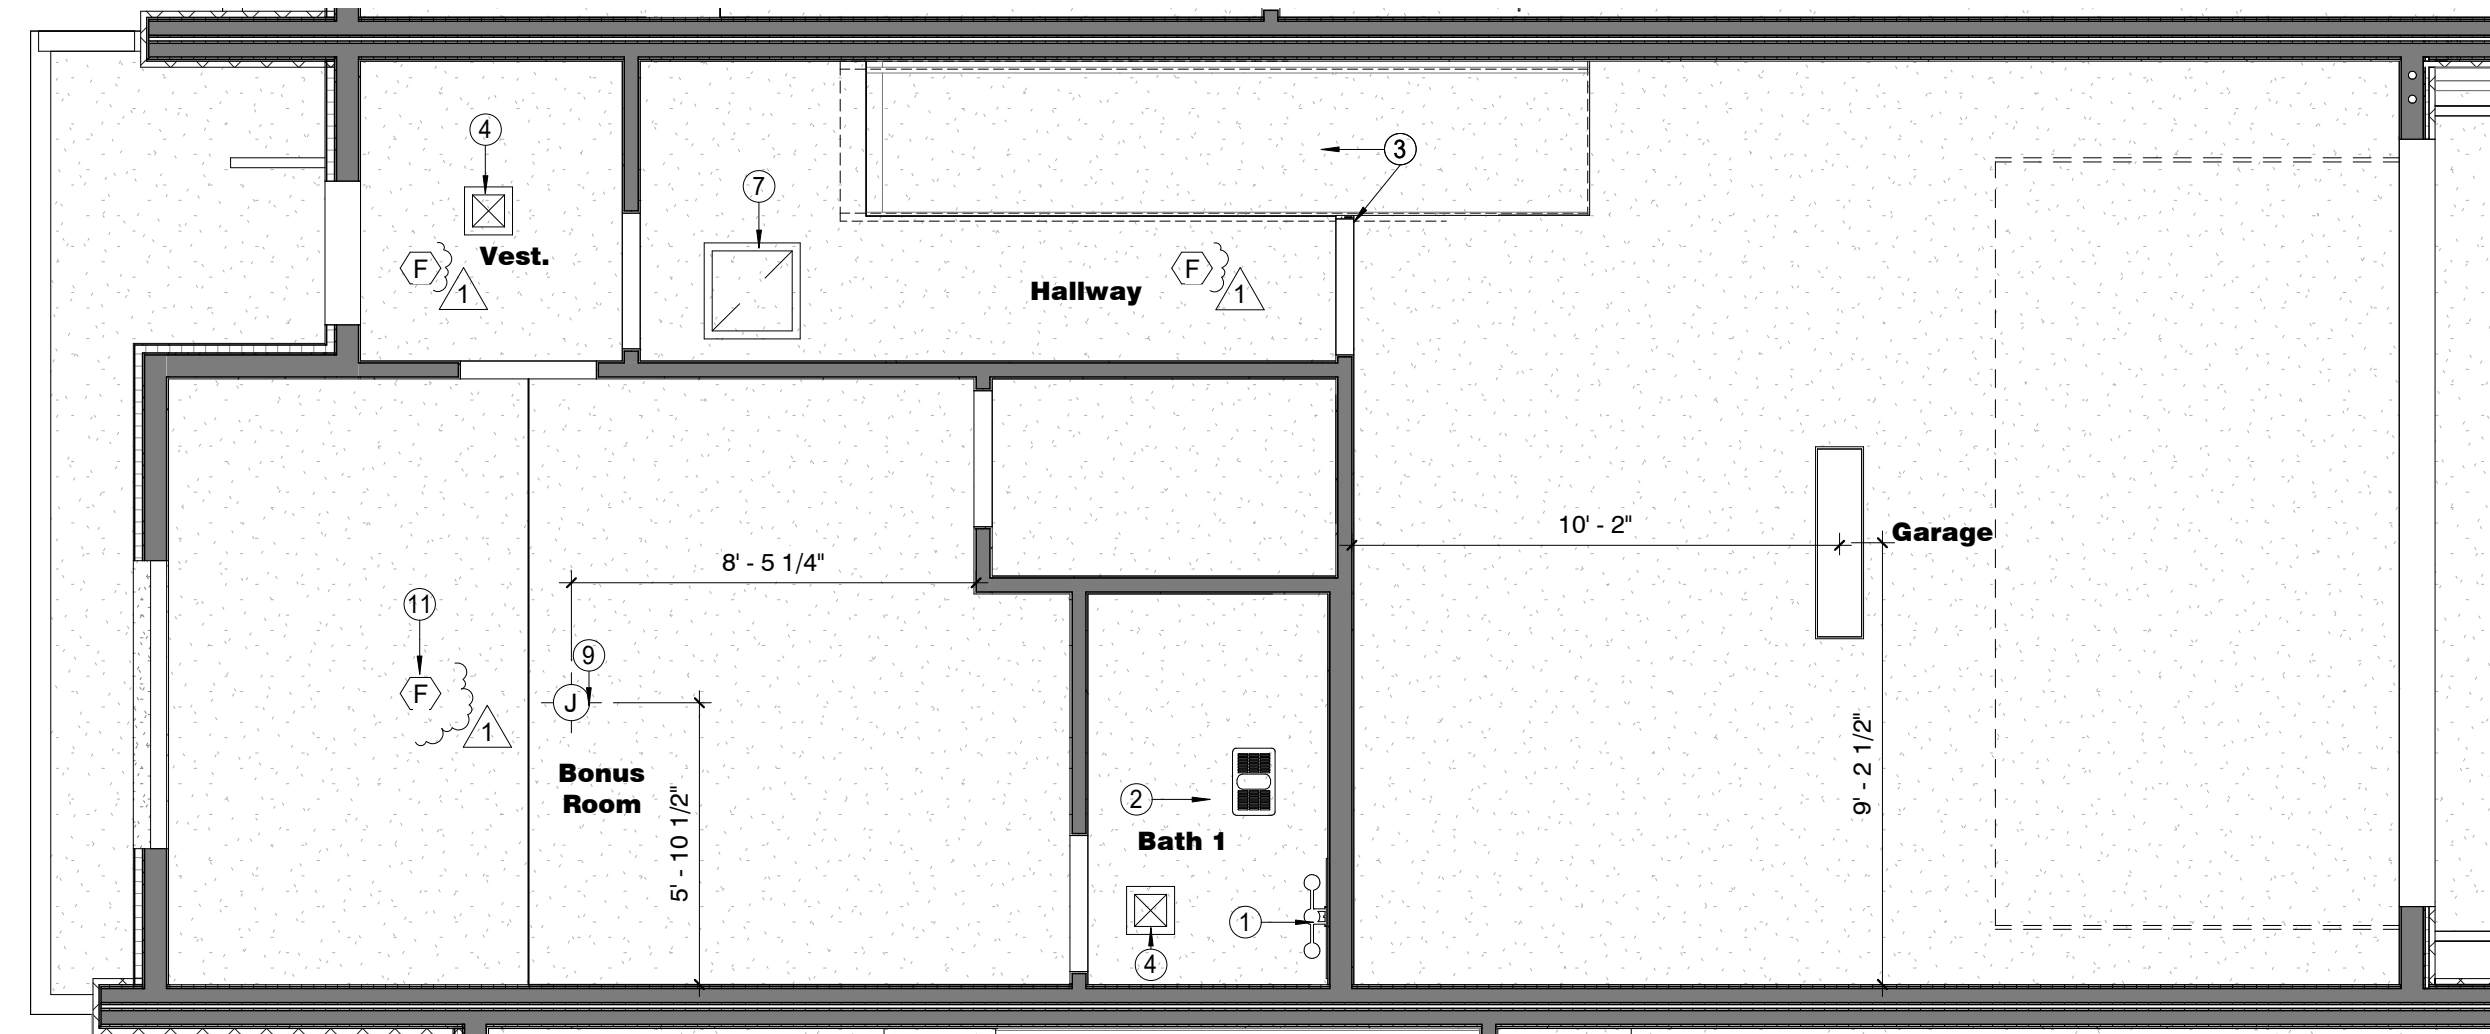 4
3
7
Vest.
F
1
Hallway
F
1
10' - 2"
Garage
8' - 5 1/4"
11
9
F
J
1
Bonus
Room
5' - 10 1/2"
9' - 2 1/2"
2
Bath 1
1
4